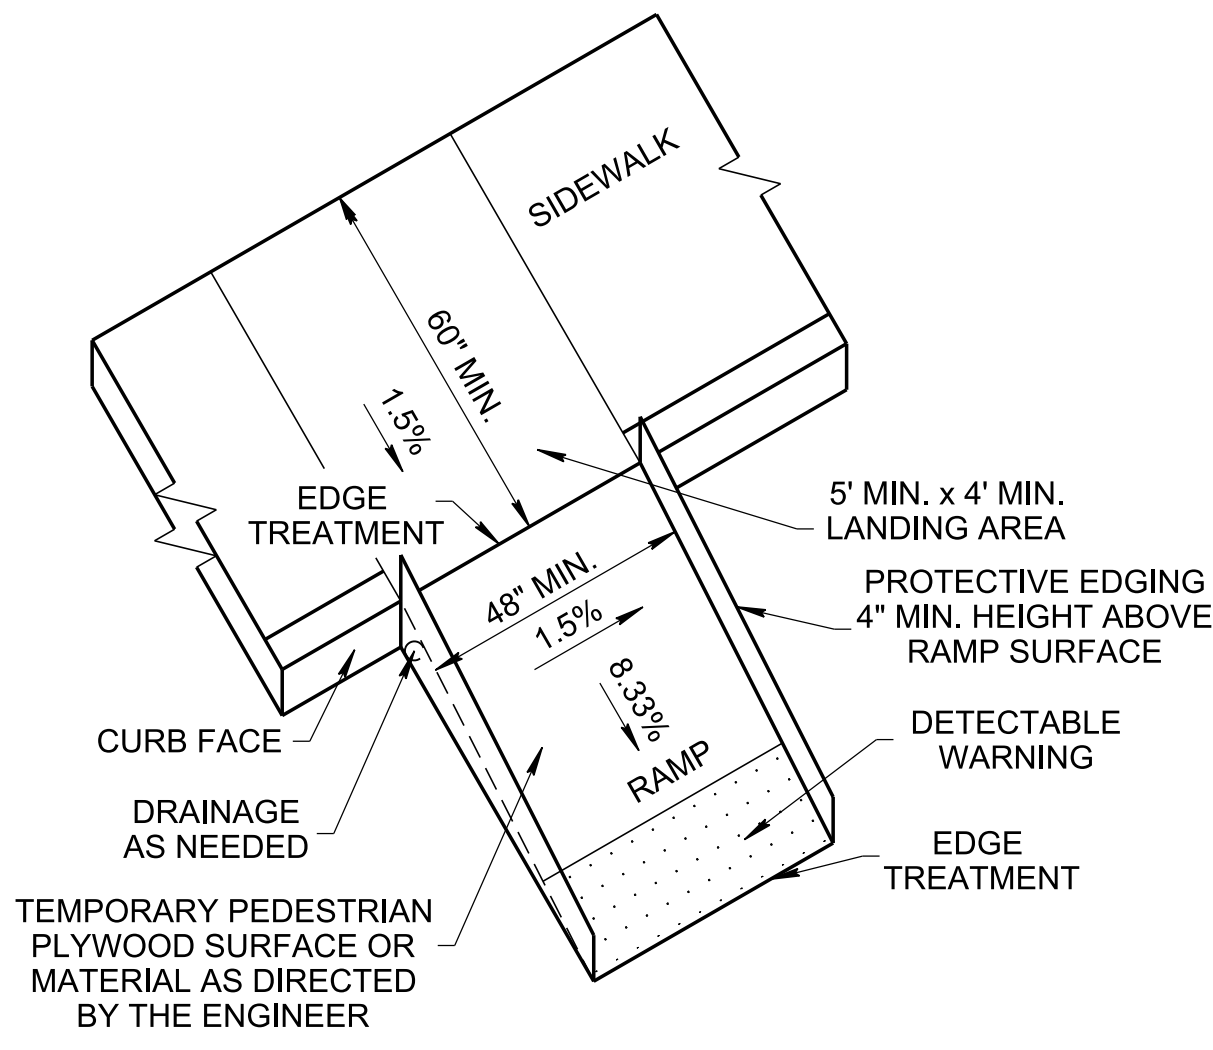 SIDEWALK
60" MIN.
1.5%
EDGE
TREATMENT
5' MIN. x 4' MIN.
LANDING AREA
48" MIN.
1.5%
PROTECTIVE EDGING
4" MIN. HEIGHT ABOVE
RAMP SURFACE
8.33%
RAMP
CURB FACE
DETECTABLE
WARNING
DRAINAGE
AS NEEDED
EDGE
TREATMENT
TEMPORARY PEDESTRIAN
PLYWOOD SURFACE OR
MATERIAL AS DIRECTED
BY THE ENGINEER